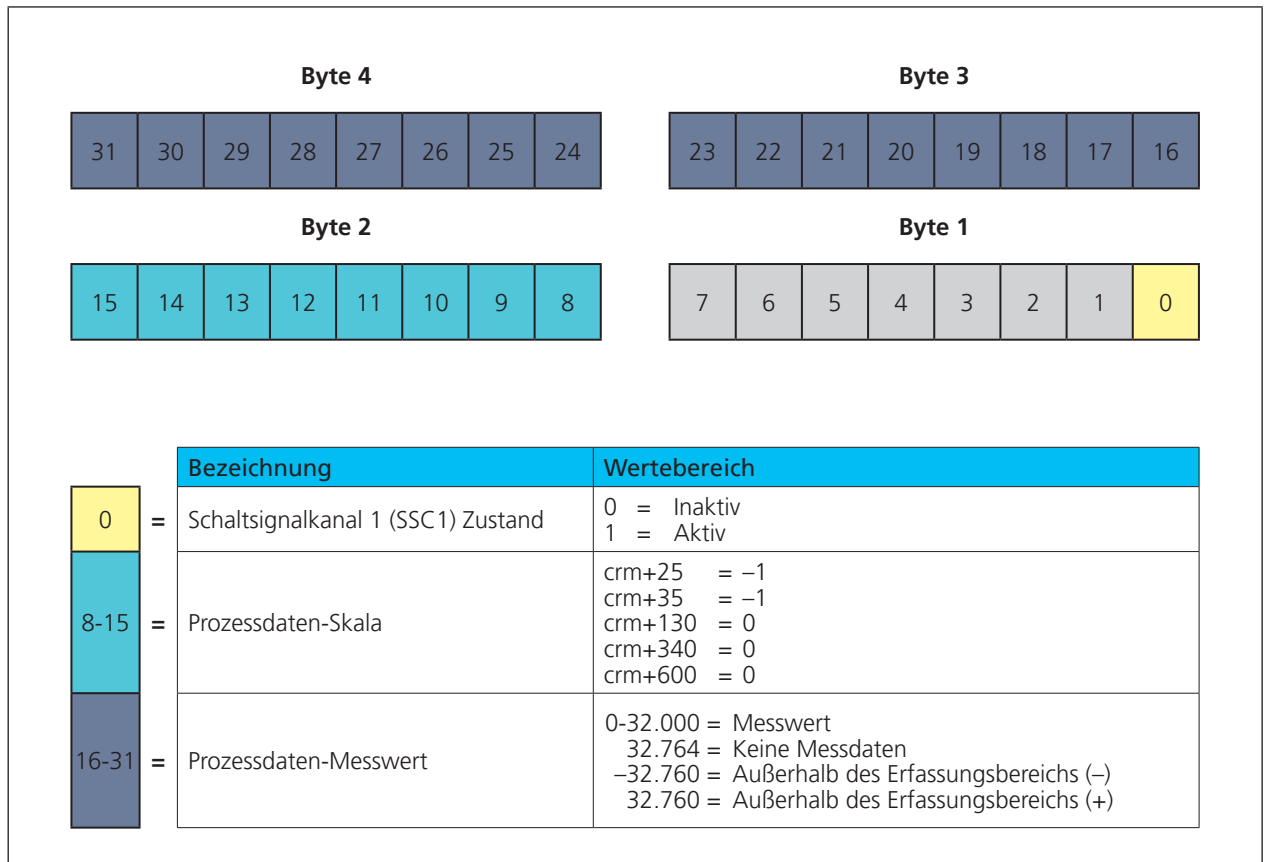 Byte 4 Byte 3
31 30 29 28 27 26 25 24 23 22 21 20 19 18 17 16
Byte 2 Byte 1
15 14 13 12 11 10 9 8 7 6 5 4 3 2 1 0
Bezeichnung Wertebereich
0 = Schaltsignalkanal 1 (SSC1) Zustand
0 = Inaktiv
1 = Aktiv
8-15 = Prozessdaten-Skala
crm+25 = –1
crm+35 = –1
crm+130 = 0
crm+340 = 0
crm+600 = 0
16-31 = Prozessdaten-Messwert
0-32.000 = Messwert
32.764 = Keine Messdaten
–32.760 = Außerhalb des Erfassungsbereichs (–)
32.760 = Außerhalb des Erfassungsbereichs (+)